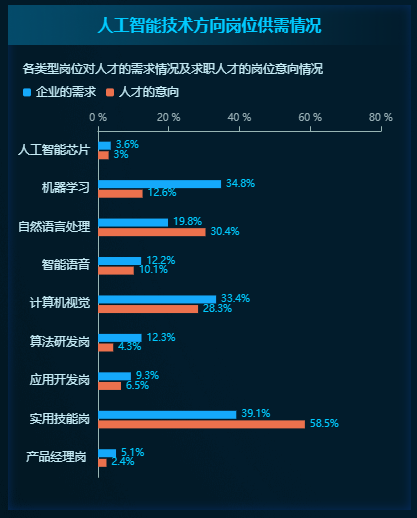 人工智能技术方向岗位供需情况
各类型岗位对人才的需求情况及求职人才的岗位意向情况
企业的需求 人才的意向
0 % 20 % 40 % 60 % 80 %
人工智能芯片 3.6%
3%
机器学习 34.8%
12.6%
自然语言处理 19.8%
30.4%
智能语音 12.2%
10.1%
计算机视觉 33.4%
28.3%
算法研发岗 12.3%
4.3%
应用开发岗 9.3%
6.5%
实用技能岗 39.1%
58.5%
产品经理岗 5.1%
2.4%